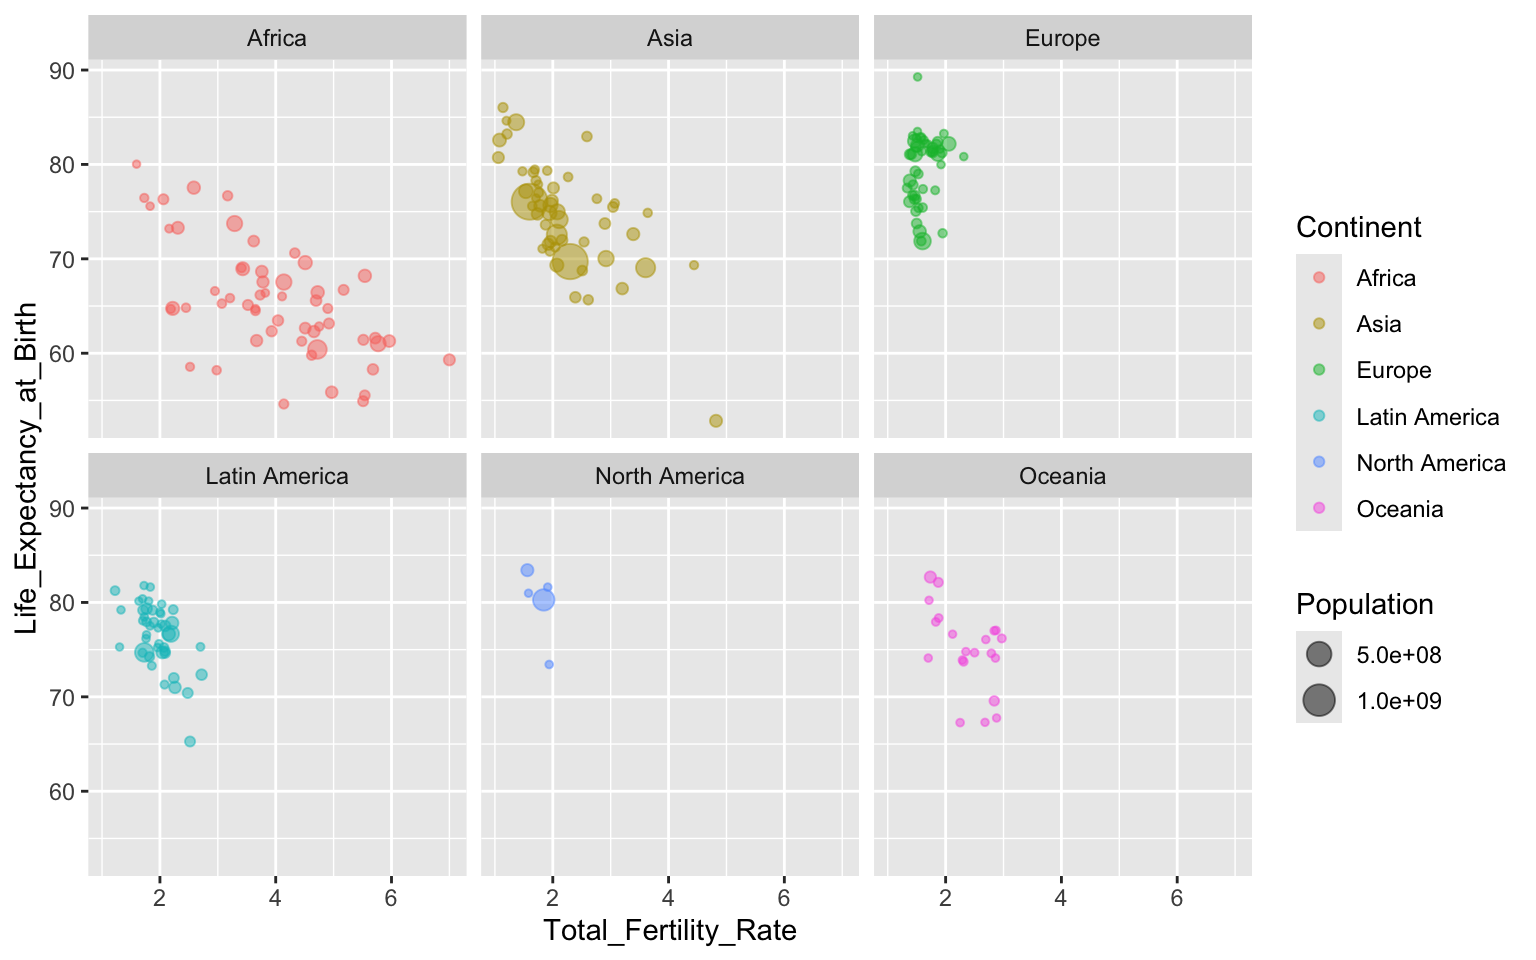 Africa
Asia
Europe
90
80
70
60
Life_Expectancy_at_Birth
Latin America
North America
Oceania
90
80
70
60
2
4
6
2
4
6
2
4
6
Total_Fertility_Rate
Continent
Africa
Asia
Europe
Latin America
North America
Oceania
Population
5.0e+08
1.0e+09